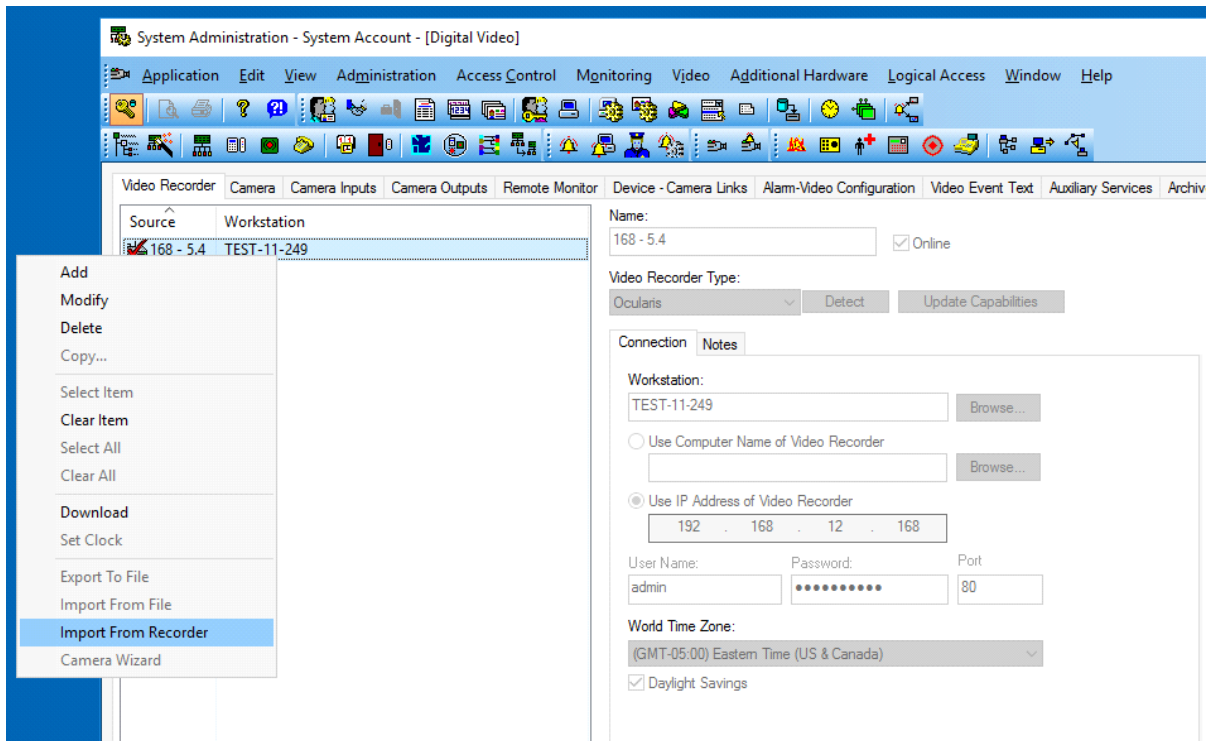 System Administration - System Account - [Digital Video]
Application Edit View Administration Access Control Monitoring Video Additional Hardware Logical Access Window Help
Video Recorder Camera Camera Inputs Camera Outputs Remote Monitor Device - Camera Links Alarm-Video Configuration Video Event Text Auxiliary Services Archiv
Source Workstation
168 - 5.4 TEST-11-249
Add
Modify
Delete
Copy...
Select Item
Clear Item
Select All
Clear All
Download
Set Clock
Export To File
Import From File
Import From Recorder
Camera Wizard
Name:
168 - 5.4 Online
Video Recorder Type:
Ocularis Detect Update Capabilities
Connection Notes
Workstation:
TEST-11-249 Browse...
Use Computer Name of Video Recorder
Browse...
Use IP Address of Video Recorder
192 . 168 . 12 . 168
User Name: Password: Port
admin •••••••••• 80
World Time Zone:
(GMT-05:00) Eastern Time (US & Canada)
Daylight Savings